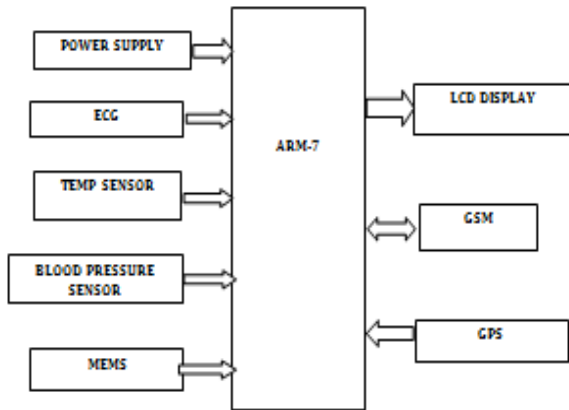 POWER SUPPLY
ECG
TEMP SENSOR
BLOOD PRESSURE
SENSOR
MEMS
ARM-7
LCD DISPLAY
GSM
GPS